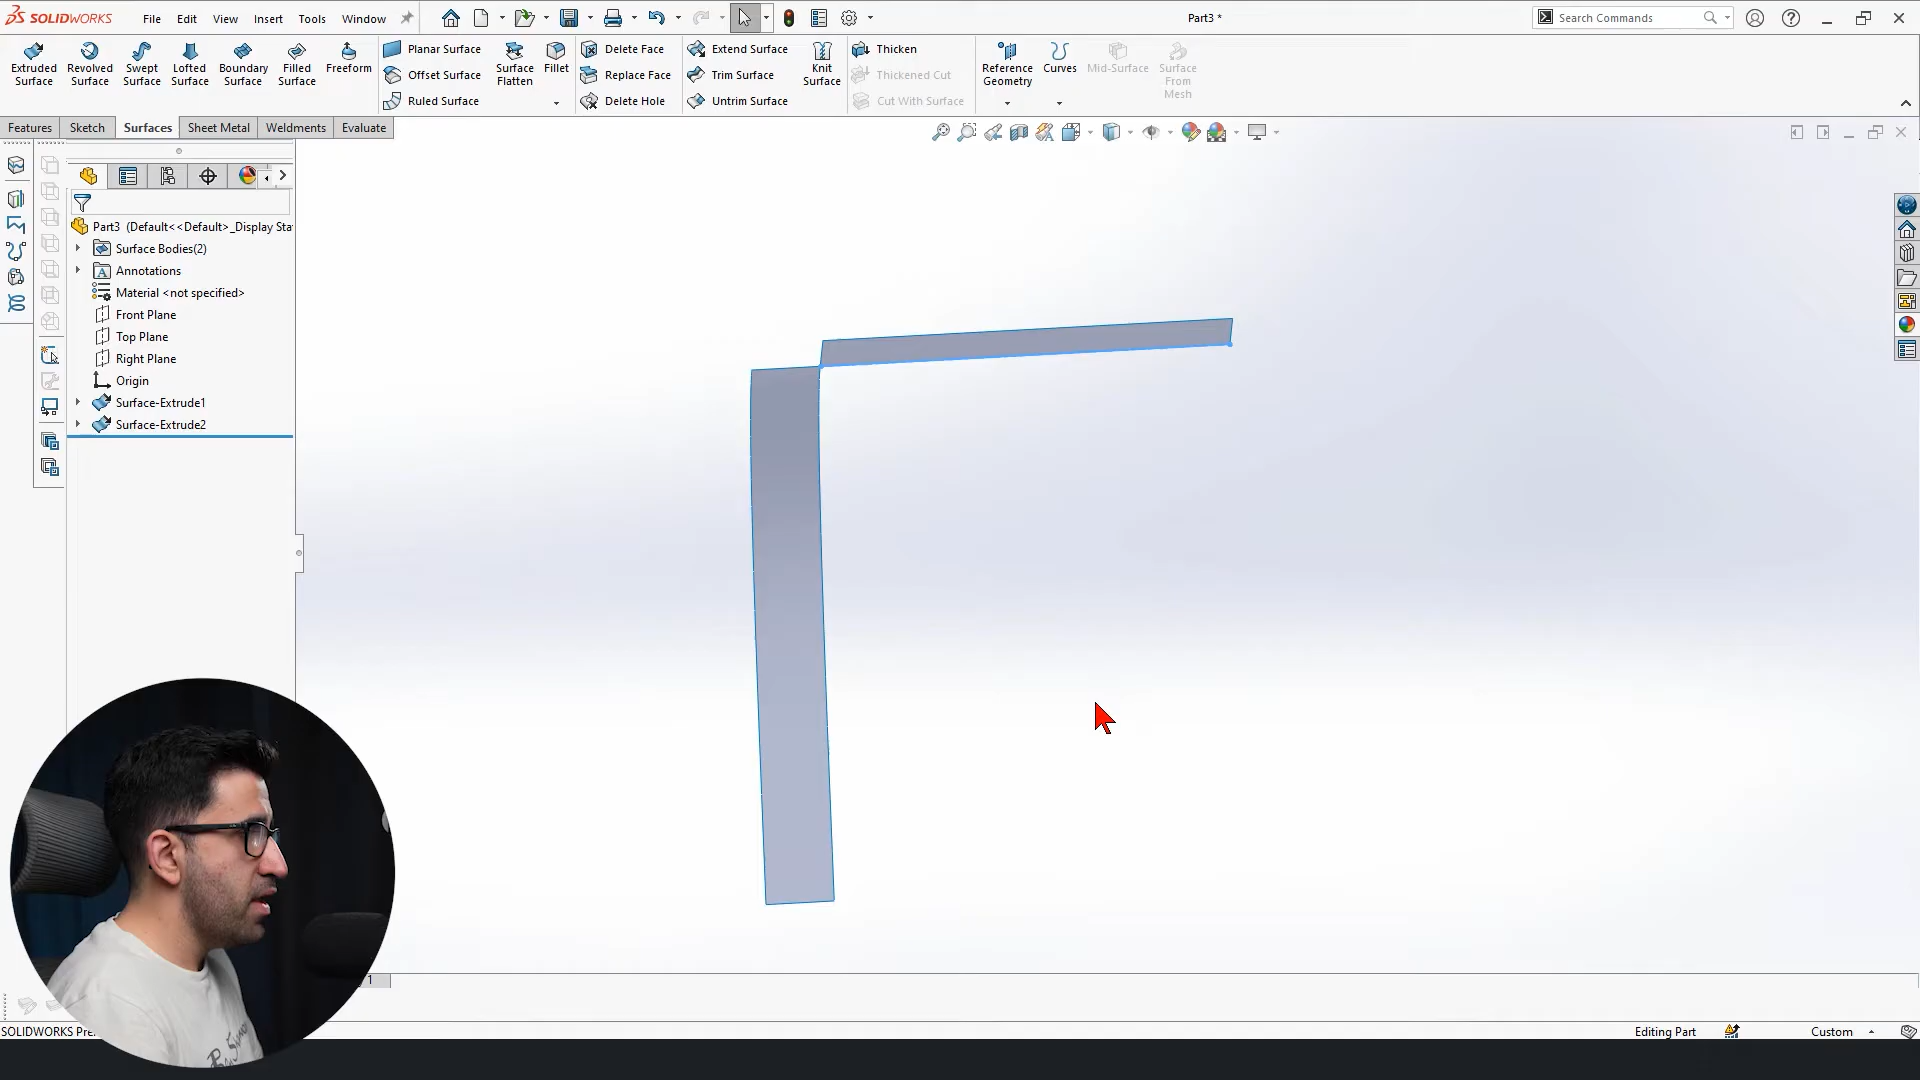 SOLIDWORKS
File Edit View Insert Tools Window
Part3 *
Search Commands
Extruded Surface
Revolved Surface
Swept Surface
Lofted Surface
Boundary Surface
Filled Surface
Freeform
Planar Surface
Offset Surface
Ruled Surface
Surface Flatten
Fillet
Delete Face
Replace Face
Delete Hole
Extend Surface
Trim Surface
Untrim Surface
Knit Surface
Thicken
Thickened Cut
Cut With Surface
Reference Geometry
Curves
Mid-Surface
Surface From Mesh
Features Sketch Surfaces Sheet Metal Weldments Evaluate
Part3 (Default<<Default>_Display Sta
Surface Bodies(2)
Annotations
Material <not specified>
Front Plane
Top Plane
Right Plane
Origin
Surface-Extrude1
Surface-Extrude2
1
SOLIDWORKS Pre
Editing Part
Custom